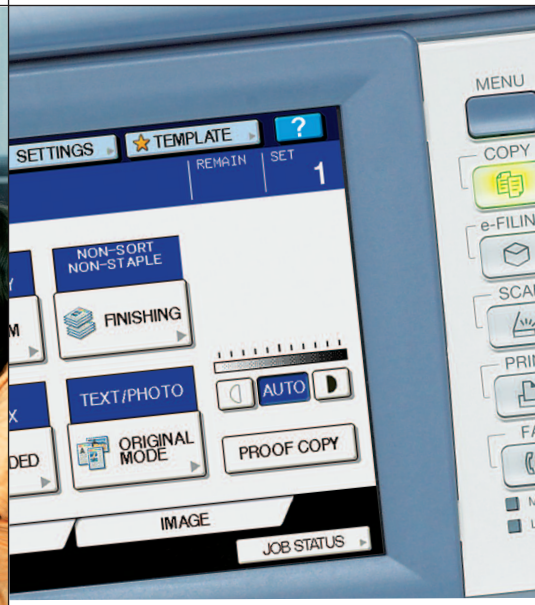 SETTINGS
TEMPLATE
?
REMAIN
SET
1
NON-SORT
NON-STAPLE
FINISHING
TEXT/PHOTO
ORIGINAL
MODE
AUTO
PROOF COPY
IMAGE
JOB STATUS
MENU
COPY